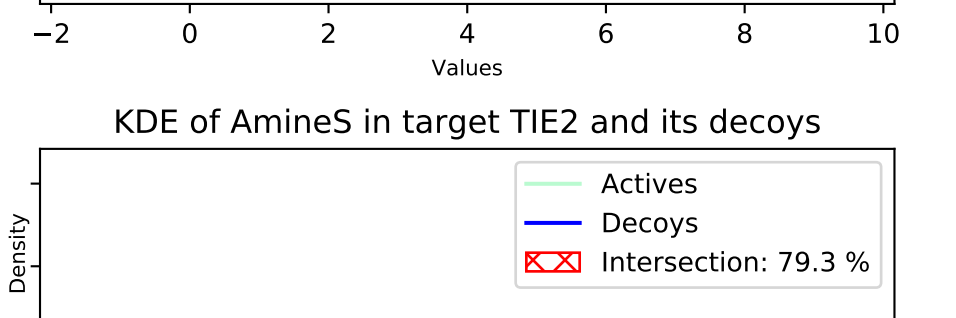 −2 0 2 4 6 8 10
Values
KDE of AmineS in target TIE2 and its decoys
Density
Actives
Decoys
Intersection: 79.3 %